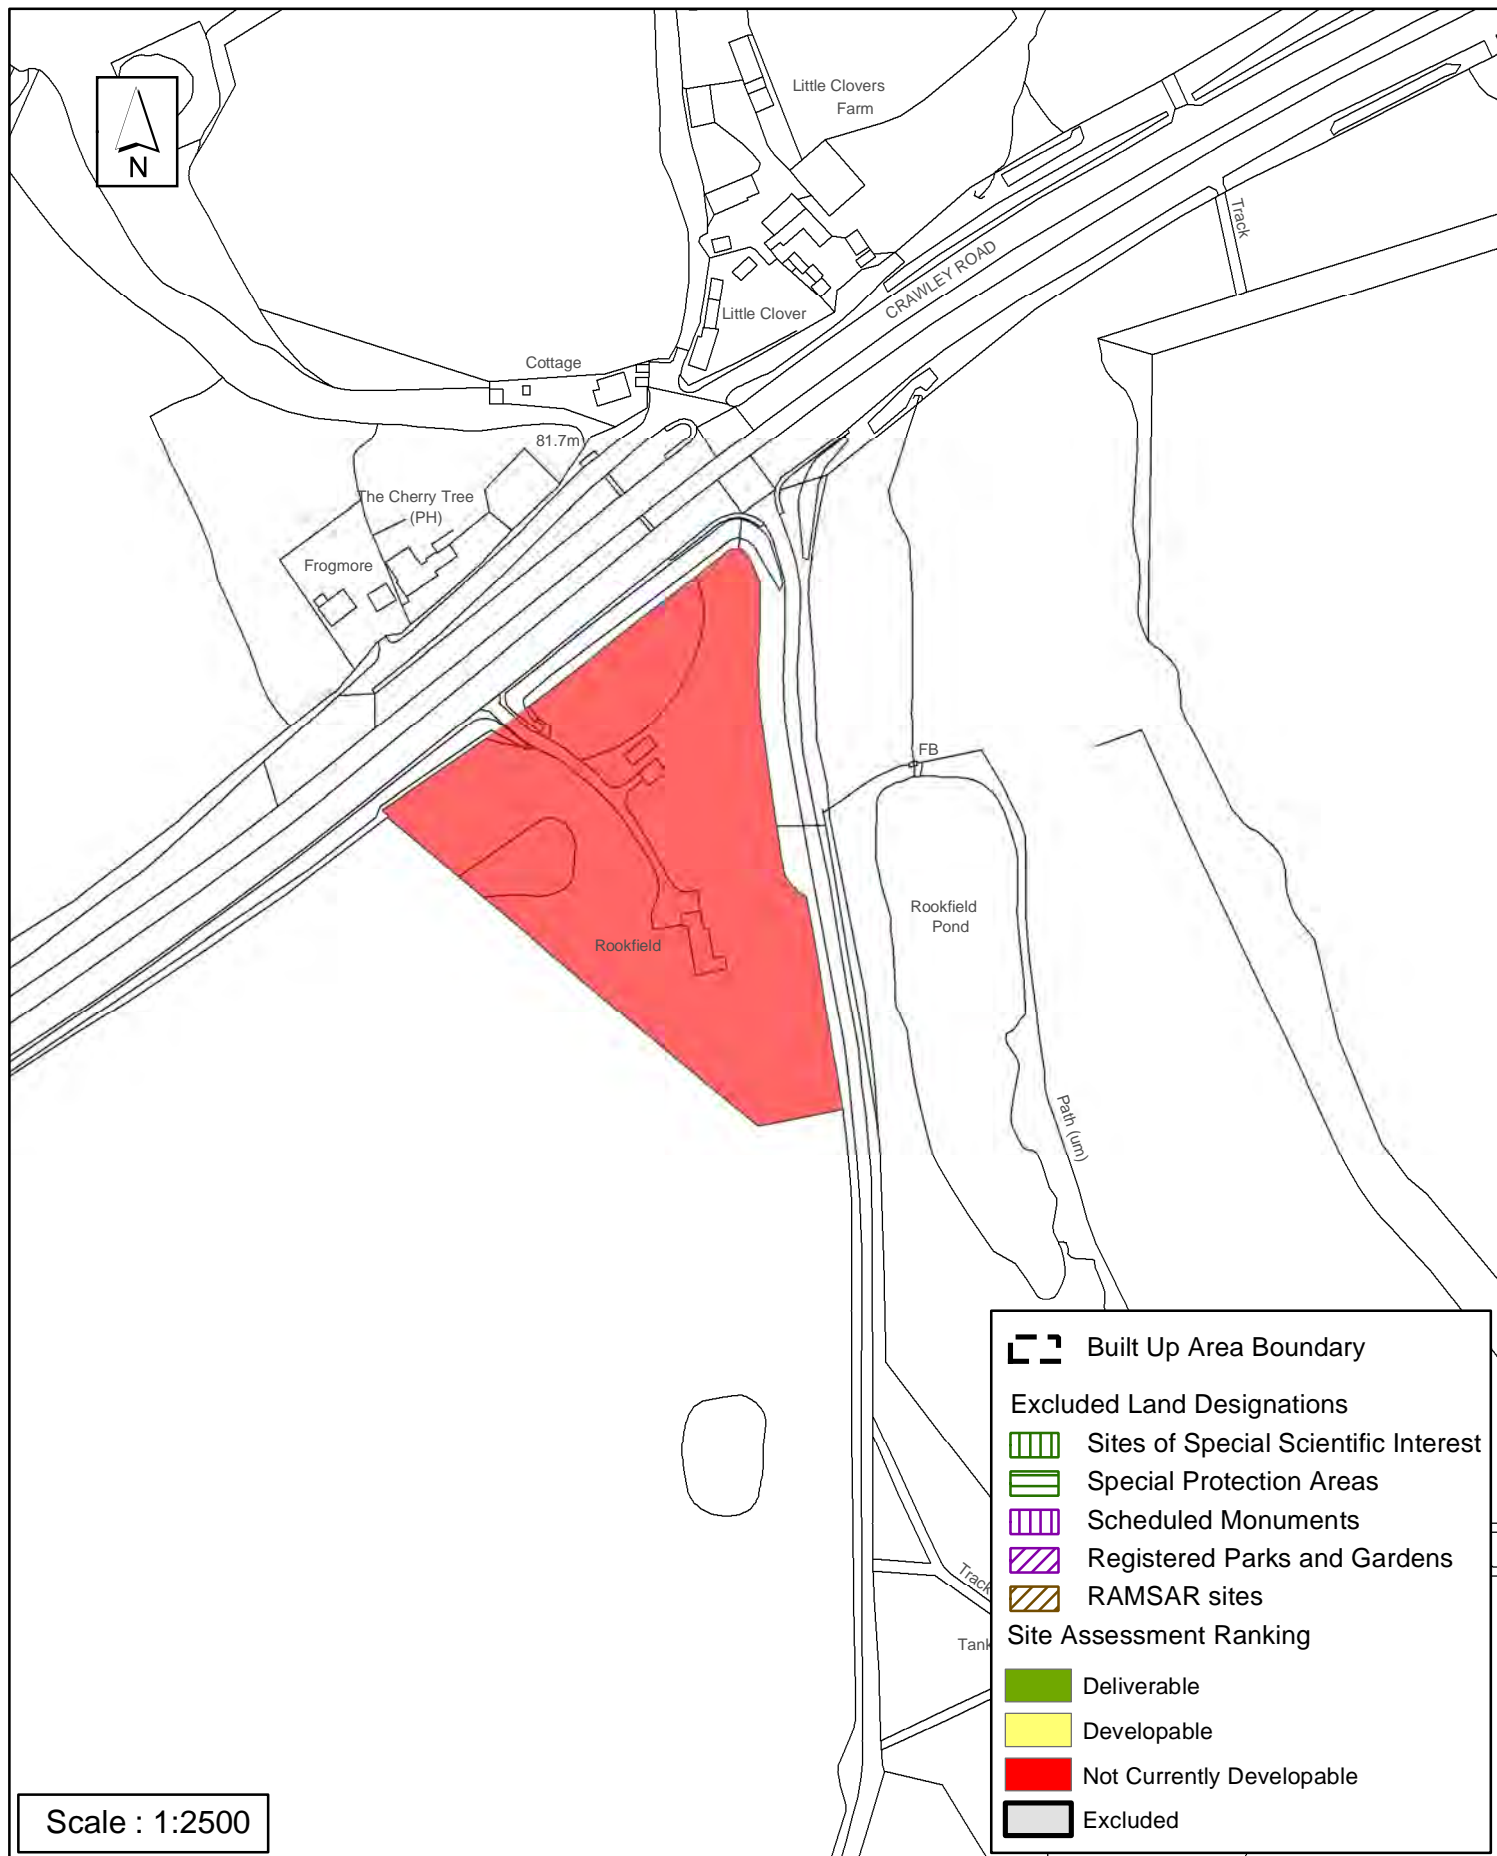 N
Little Clovers
Farm
Track
CRAWLEY ROAD
Little Clover
Cottage
81.7m
The Cherry Tree
(PH)
Frogmore
FB
Rookfield
Pond
Rookfield
Path (um)
Track
Tank
Built Up Area Boundary
Excluded Land Designations
Sites of Special Scientific Interest
Special Protection Areas
Scheduled Monuments
Registered Parks and Gardens
RAMSAR sites
Site Assessment Ranking
Deliverable
Developable
Not Currently Developable
Excluded
Scale : 1:2500